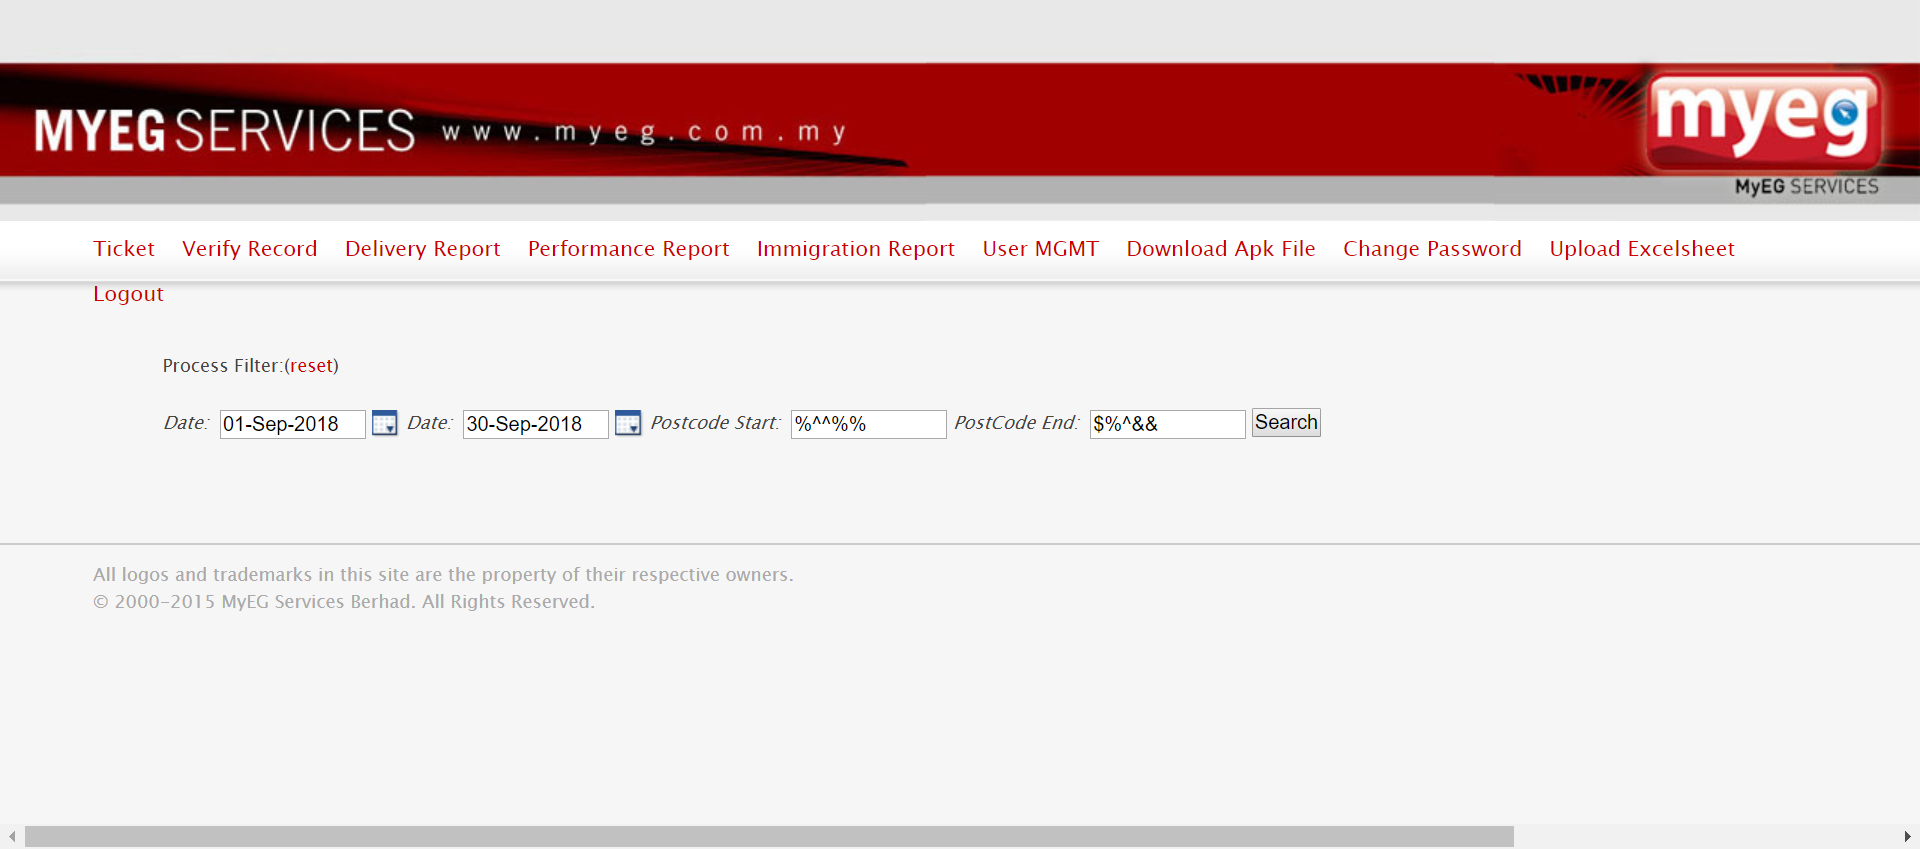 MYEG SERVICES www.myeg.com.my
myeg
MyEG SERVICES
Ticket Verify Record Delivery Report Performance Report Immigration Report User MGMT Download Apk File Change Password Upload Excelsheet
Logout
Process Filter:(reset)
Date: 01-Sep-2018 Date: 30-Sep-2018 Postcode Start: %^^%% PostCode End: $%^&& Search
All logos and trademarks in this site are the property of their respective owners.
© 2000-2015 MyEG Services Berhad. All Rights Reserved.